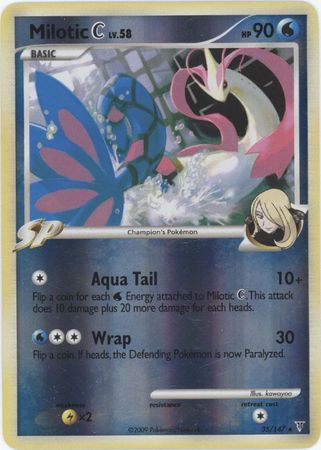 Milotic C LV.58 HP 90
BASIC
SP
Champion's Pokémon
Aqua Tail 10+
Flip a coin for each Energy attached to Milotic C. This attack
does 10 damage plus 20 more damage for each heads.
Wrap 30
Flip a coin. If heads, the Defending Pokémon is now Paralyzed.
Illus. kawayoo
weakness resistance retreat cost
×2
©2009 Pokémon/Nintendo 35/147